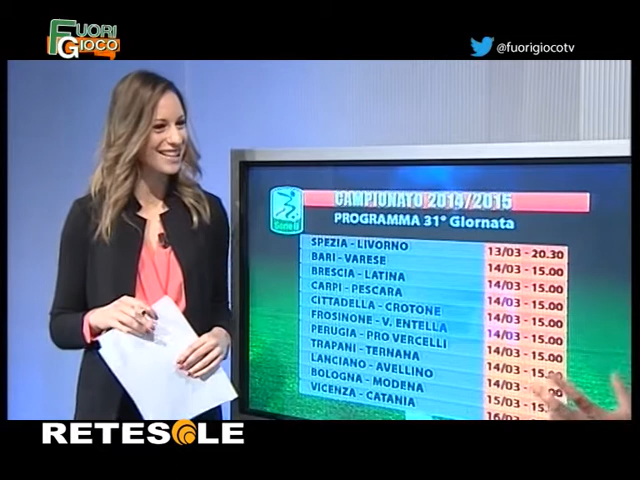 FUORI GIOCO
@fuorigiocotv
CAMPIONATO 2014/2015
PROGRAMMA 31° Giornata
Serie B
SPEZIA - LIVORNO 13/03 - 20.30
BARI - VARESE 14/03 - 15.00
BRESCIA - LATINA 14/03 - 15.00
CARPI - PESCARA 14/03 - 15.00
CITTADELLA - CROTONE 14/03 - 15.00
FROSINONE - V. ENTELLA 14/03 - 15.00
PERUGIA - PRO VERCELLI 14/03 - 15.00
TRAPANI - TERNANA 14/03 - 15.00
LANCIANO - AVELLINO 14/03 -
BOLOGNA - MODENA 15/03 - 15.
VICENZA - CATANIA 16/03
RETESOLE